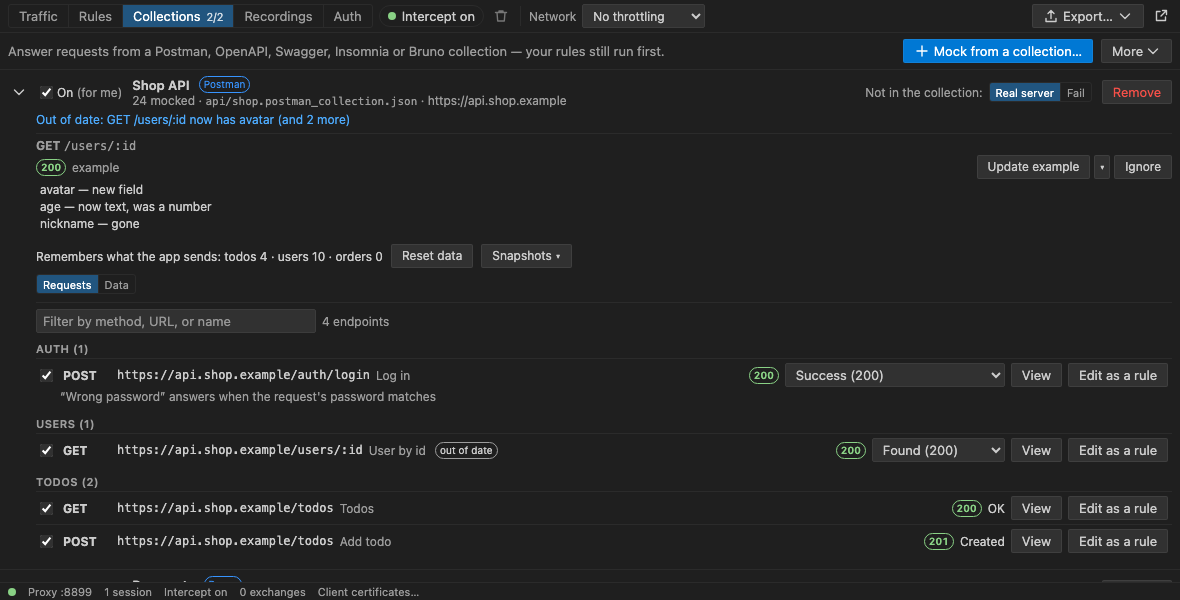 Traffic Rules Collections 2/2 Recordings Auth Intercept on Network No throttling Export...
Answer requests from a Postman, OpenAPI, Swagger, Insomnia or Bruno collection — your rules still run first. + Mock from a collection... More
On (for me) Shop API Postman
24 mocked · api/shop.postman_collection.json · https://api.shop.example Not in the collection: Real server Fail Remove
Out of date: GET /users/:id now has avatar (and 2 more)
GET /users/:id
200 example Update example Ignore
avatar — new field
age — now text, was a number
nickname — gone
Remembers what the app sends: todos 4 · users 10 · orders 0 Reset data Snapshots
Requests Data
Filter by method, URL, or name 4 endpoints
AUTH (1)
POST https://api.shop.example/auth/login Log in 200 Success (200) View Edit as a rule
“Wrong password” answers when the request's password matches
USERS (1)
GET https://api.shop.example/users/:id User by id out of date 200 Found (200) View Edit as a rule
TODOS (2)
GET https://api.shop.example/todos Todos 200 OK View Edit as a rule
POST https://api.shop.example/todos Add todo 201 Created View Edit as a rule
Proxy :8899 1 session Intercept on 0 exchanges Client certificates...